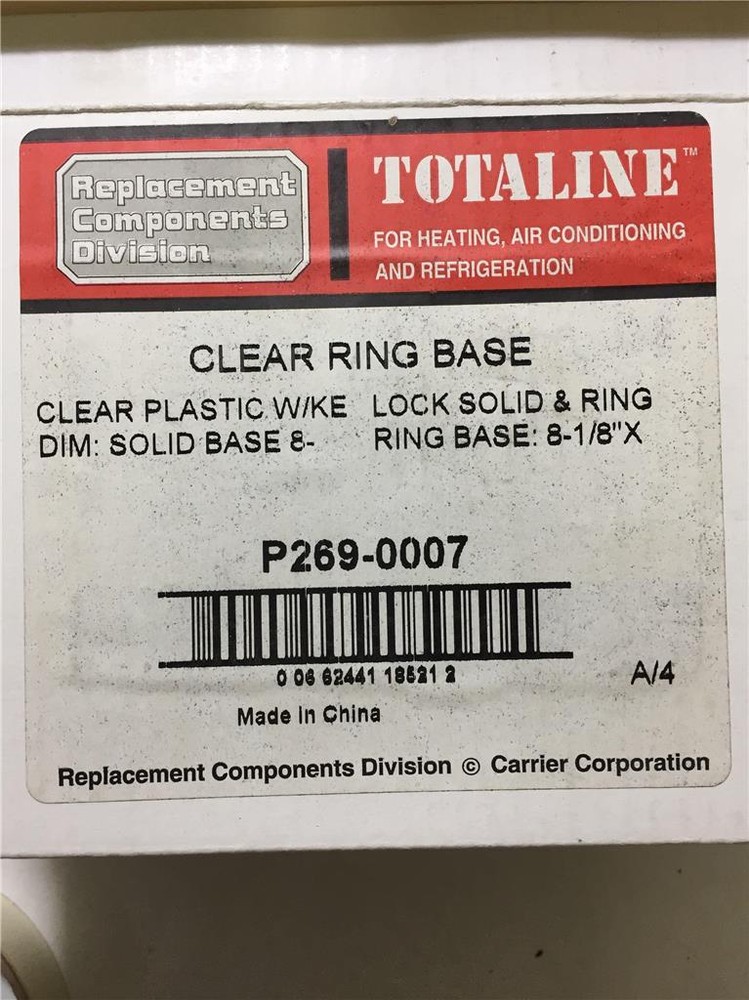 Replacement
Components
Division
TOTALINE™
FOR HEATING, AIR CONDITIONING
AND REFRIGERATION
CLEAR RING BASE
CLEAR PLASTIC W/KE LOCK SOLID & RING
DIM: SOLID BASE 8- RING BASE: 8-1/8"X
P269-0007
0 06 62441 18521 2
A/4
Made in China
Replacement Components Division © Carrier Corporation